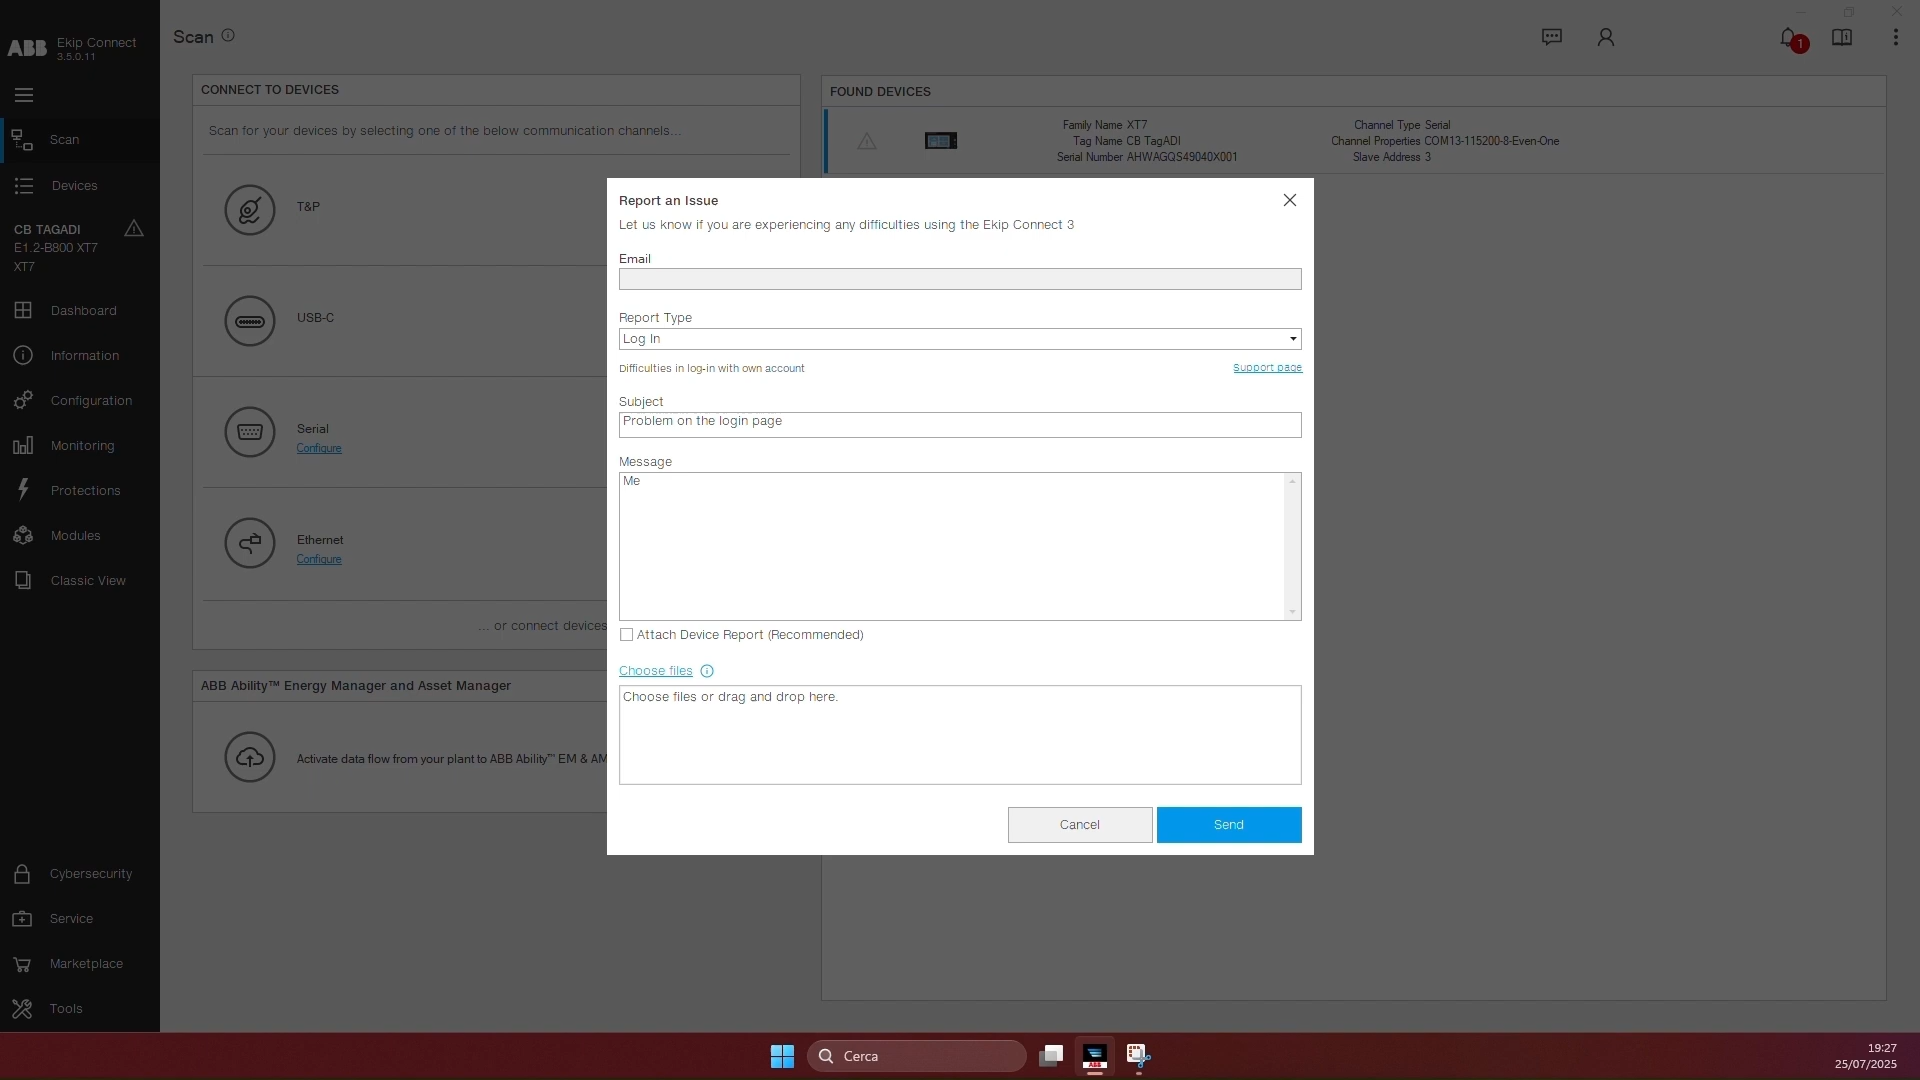 ABB Ekip Connect
3.5.0.11
Scan
Devices
CB TAGADI
E1.2-B800 XT7
XT7
Dashboard
Information
Configuration
Monitoring
Protections
Modules
Classic View
Cybersecurity
Service
Marketplace
Tools
Scan
1
CONNECT TO DEVICES
Scan for your devices by selecting one of the below communication channels...
T&P
USB-C
Serial
Configure
Ethernet
Configure
... or connect devices
ABB Ability™ Energy Manager and Asset Manager
Activate data flow from your plant to ABB Ability™ EM & AM
FOUND DEVICES
Family Name XT7
Tag Name CB TagADI
Serial Number AHWAGQS49040X001
Channel Type Serial
Channel Properties COM13-115200-8-Even-One
Slave Address 3
Report an Issue
Let us know if you are experiencing any difficulties using the Ekip Connect 3
Email
Report Type
Log In
Difficulties in log-in with own account
Support page
Subject
Problem on the login page
Message
Me
Attach Device Report (Recommended)
Choose files
Choose files or drag and drop here.
Cancel
Send
Cerca
ABB
19:27
25/07/2025